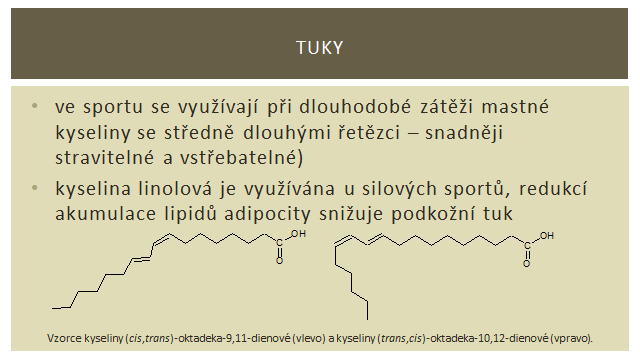 TUKY
• ve sportu se využívají při dlouhodobé zátěži mastné
kyseliny se středně dlouhými řetězci – snadněji
stravitelné a vstřebatelné)
• kyselina linolová je využívána u silových sportů, redukcí
akumulace lipidů adipocity snižuje podkožní tuk
C
OH
O
C
OH
O
Vzorce kyseliny (cis,trans)-oktadeka-9,11-dienové (vlevo) a kyseliny (trans,cis)-oktadeka-10,12-dienové (vpravo).